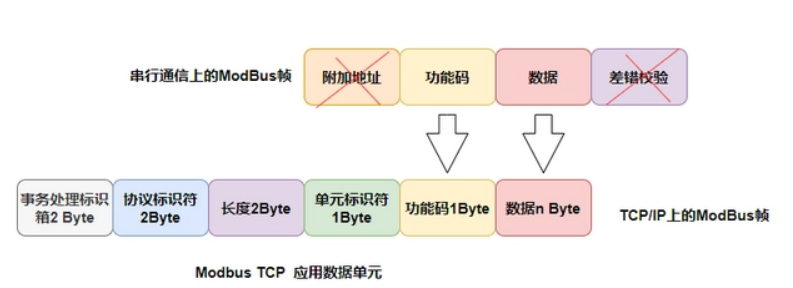 串行通信上的ModBus帧
附加地址
功能码
数据
差错校验
事务处理标识
箱2 Byte
协议标识符
2Byte
长度2Byte
单元标识符
1Byte
功能码1Byte
数据n Byte
TCP/IP上的ModBus帧
Modbus TCP 应用数据单元